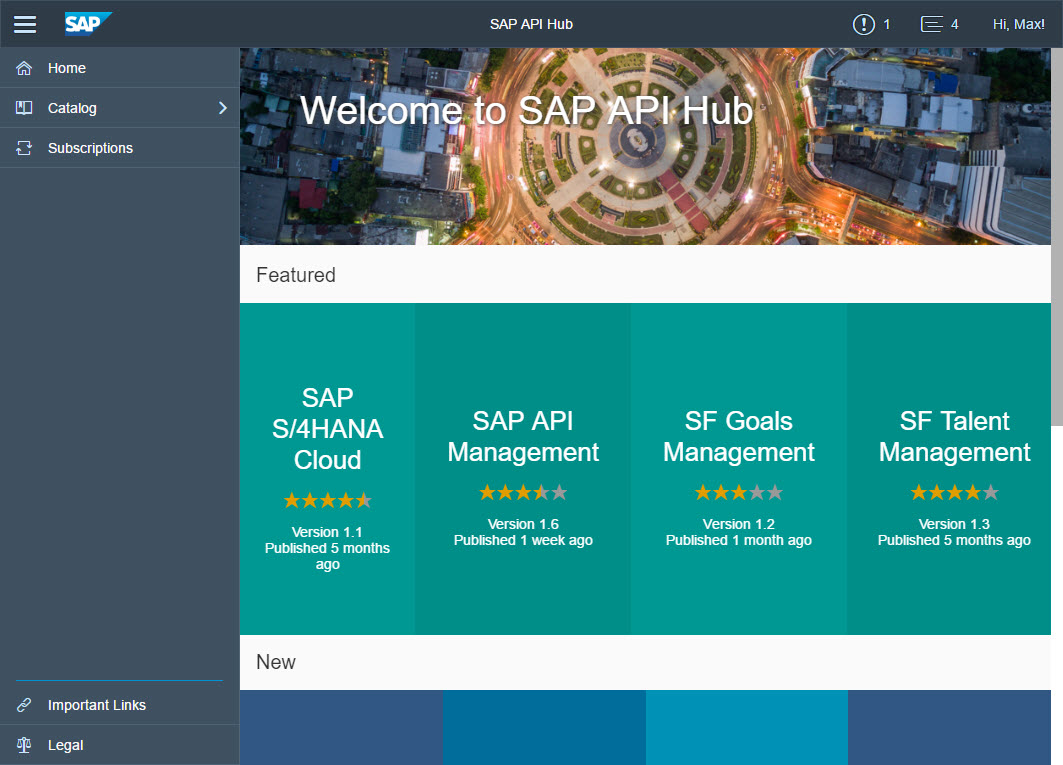 SAP
SAP API Hub
1
4
Hi, Max!
Home
Catalog
Subscriptions
Important Links
Legal
Welcome to SAP API Hub
Featured
SAP
S/4HANA
Cloud
Version 1.1
Published 5 months
ago
SAP API
Management
Version 1.6
Published 1 week ago
SF Goals
Management
Version 1.2
Published 1 month ago
SF Talent
Management
Version 1.3
Published 5 months ago
New